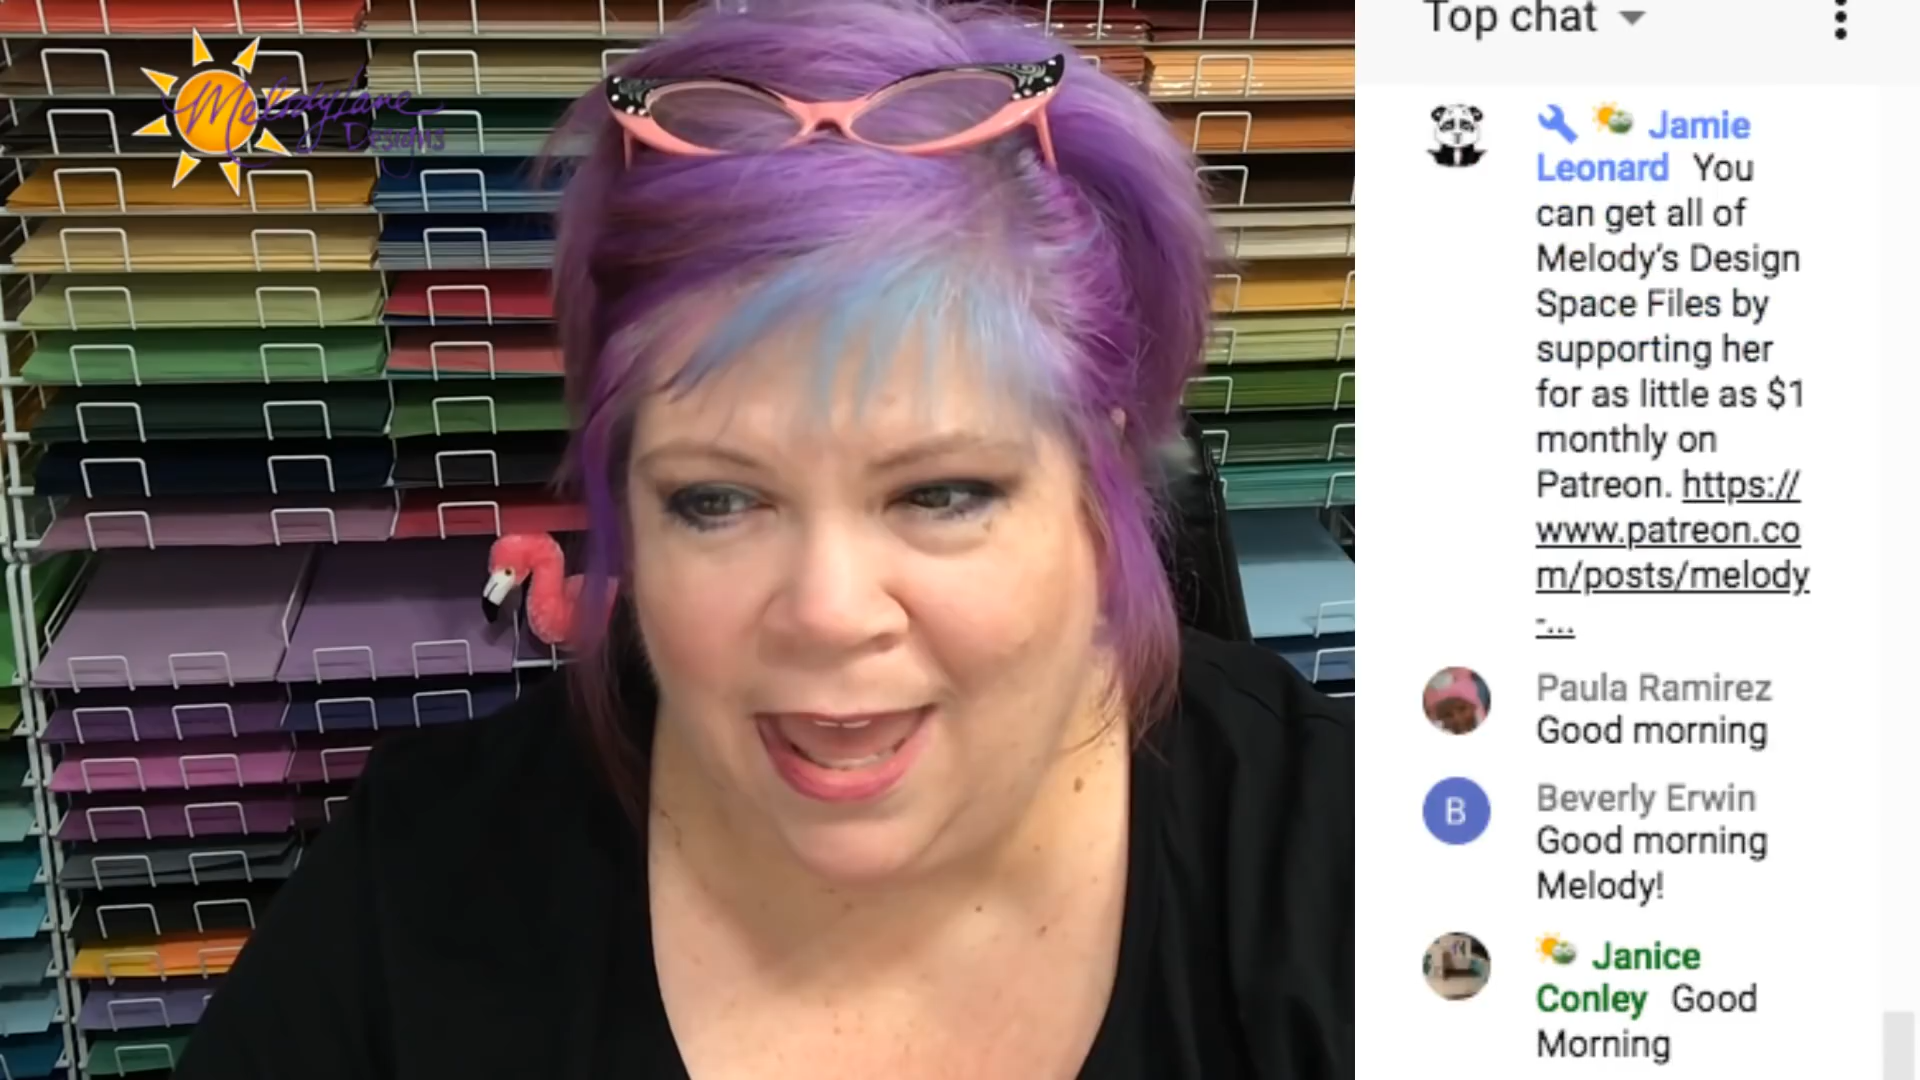 MelodyLane
Designs
Top chat
Jamie
Leonard You
can get all of
Melody’s Design
Space Files by
supporting her
for as little as $1
monthly on
Patreon. https://
www.patreon.co
m/posts/melody
-...
Paula Ramirez
Good morning
B
Beverly Erwin
Good morning
Melody!
Janice
Conley Good
Morning